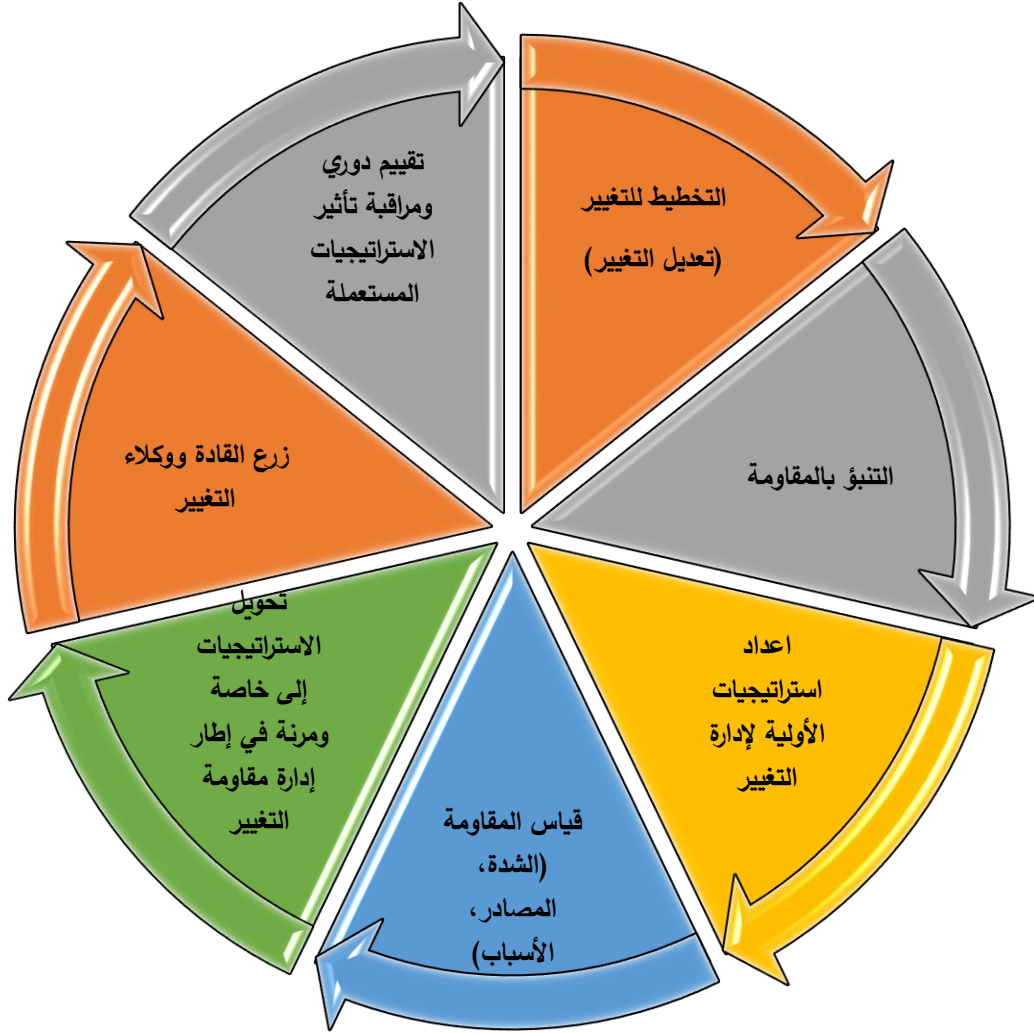 التخطيط للتغيير
(تعديل التغيير)
التنبؤ بالمقاومة
اعداد
استراتيجيات
الأولية لإدارة
التغيير
قياس المقاومة
(الشدة،
المصادر،
الأسباب)
تحويل
الاستراتيجيات
إلى خاصة
ومرنة في إطار
إدارة مقاومة
التغيير
زرع القادة ووكلاء
التغيير
تقييم دوري
ومراقبة تأثير
الاستراتيجيات
المستعملة